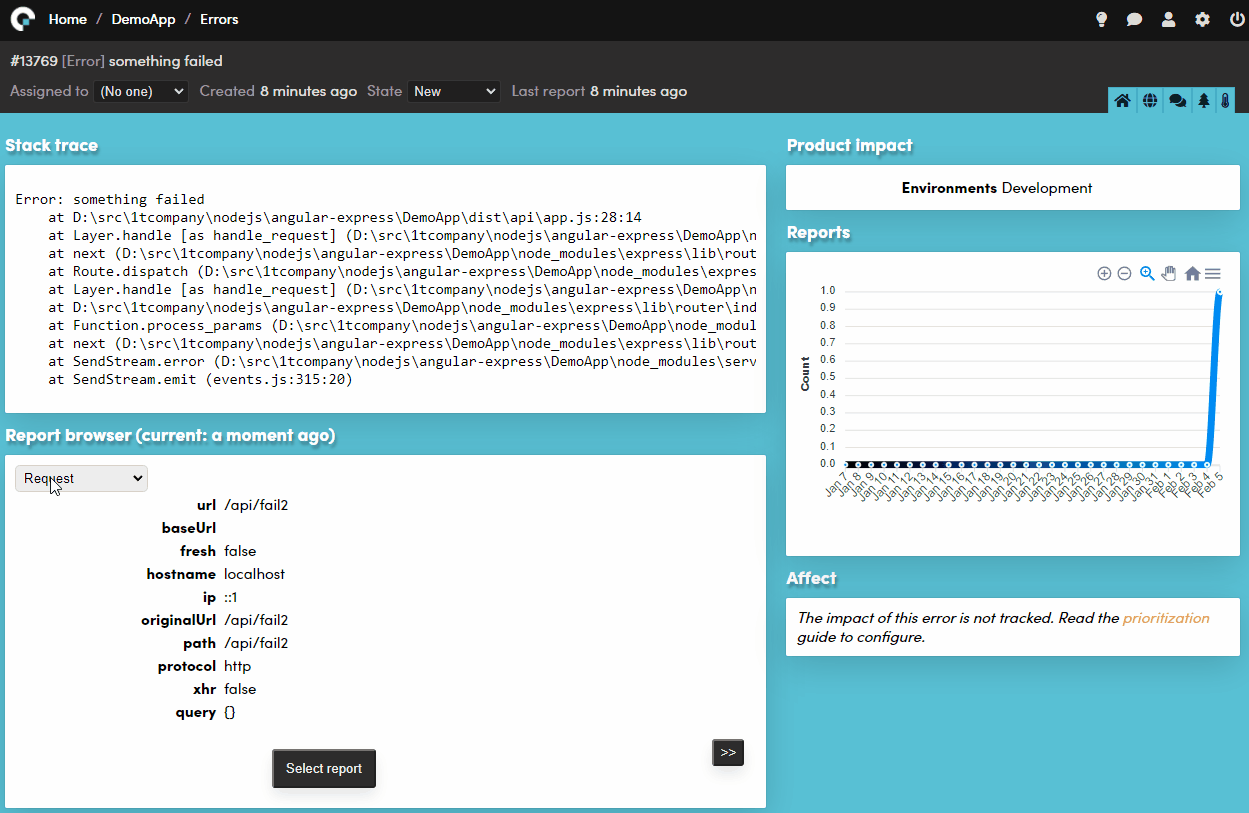 Home / DemoApp / Errors
#13769 [Error] something failed
Assigned to (No one) Created 8 minutes ago State New Last report 8 minutes ago
Stack trace
Error: something failed
at D:\src\1tcompany\nodejs\angular-express\DemoApp\dist\api\app.js:28:14
at Layer.handle [as handle_request] (D:\src\1tcompany\nodejs\angular-express\DemoApp\n
at next (D:\src\1tcompany\nodejs\angular-express\DemoApp\node_modules\express\lib\rout
at Route.dispatch (D:\src\1tcompany\nodejs\angular-express\DemoApp\node_modules\expres
at Layer.handle [as handle_request] (D:\src\1tcompany\nodejs\angular-express\DemoApp\n
at D:\src\1tcompany\nodejs\angular-express\DemoApp\node_modules\express\lib\router\ind
at Function.process_params (D:\src\1tcompany\nodejs\angular-express\DemoApp\node_modul
at next (D:\src\1tcompany\nodejs\angular-express\DemoApp\node_modules\express\lib\rout
at SendStream.error (D:\src\1tcompany\nodejs\angular-express\DemoApp\node_modules\serv
at SendStream.emit (events.js:315:20)
Report browser (current: a moment ago)
Request
url /api/fail2
baseUrl
fresh false
hostname localhost
ip ::1
originalUrl /api/fail2
path /api/fail2
protocol http
xhr false
query {}
Select report
>>
Product impact
Environments Development
Reports
1.0
0.9
0.8
0.7
0.6
0.5
0.4
0.3
0.2
0.1
0.0
Count
Jan 7
Jan 8
Jan 9
Jan 10
Jan 11
Jan 12
Jan 13
Jan 14
Jan 15
Jan 16
Jan 17
Jan 18
Jan 19
Jan 20
Jan 21
Jan 22
Jan 23
Jan 24
Jan 25
Jan 26
Jan 27
Jan 28
Jan 29
Jan 30
Jan 31
Feb 1
Feb 2
Feb 3
Feb 4
Feb 5
Affect
The impact of this error is not tracked. Read the prioritization
guide to configure.